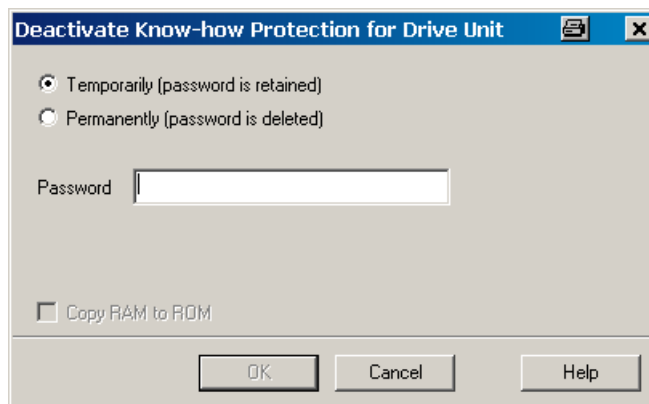 Deactivate Know-how Protection for Drive Unit
Temporarily (password is retained)
Permanently (password is deleted)
Password
Copy RAM to ROM
OK Cancel Help